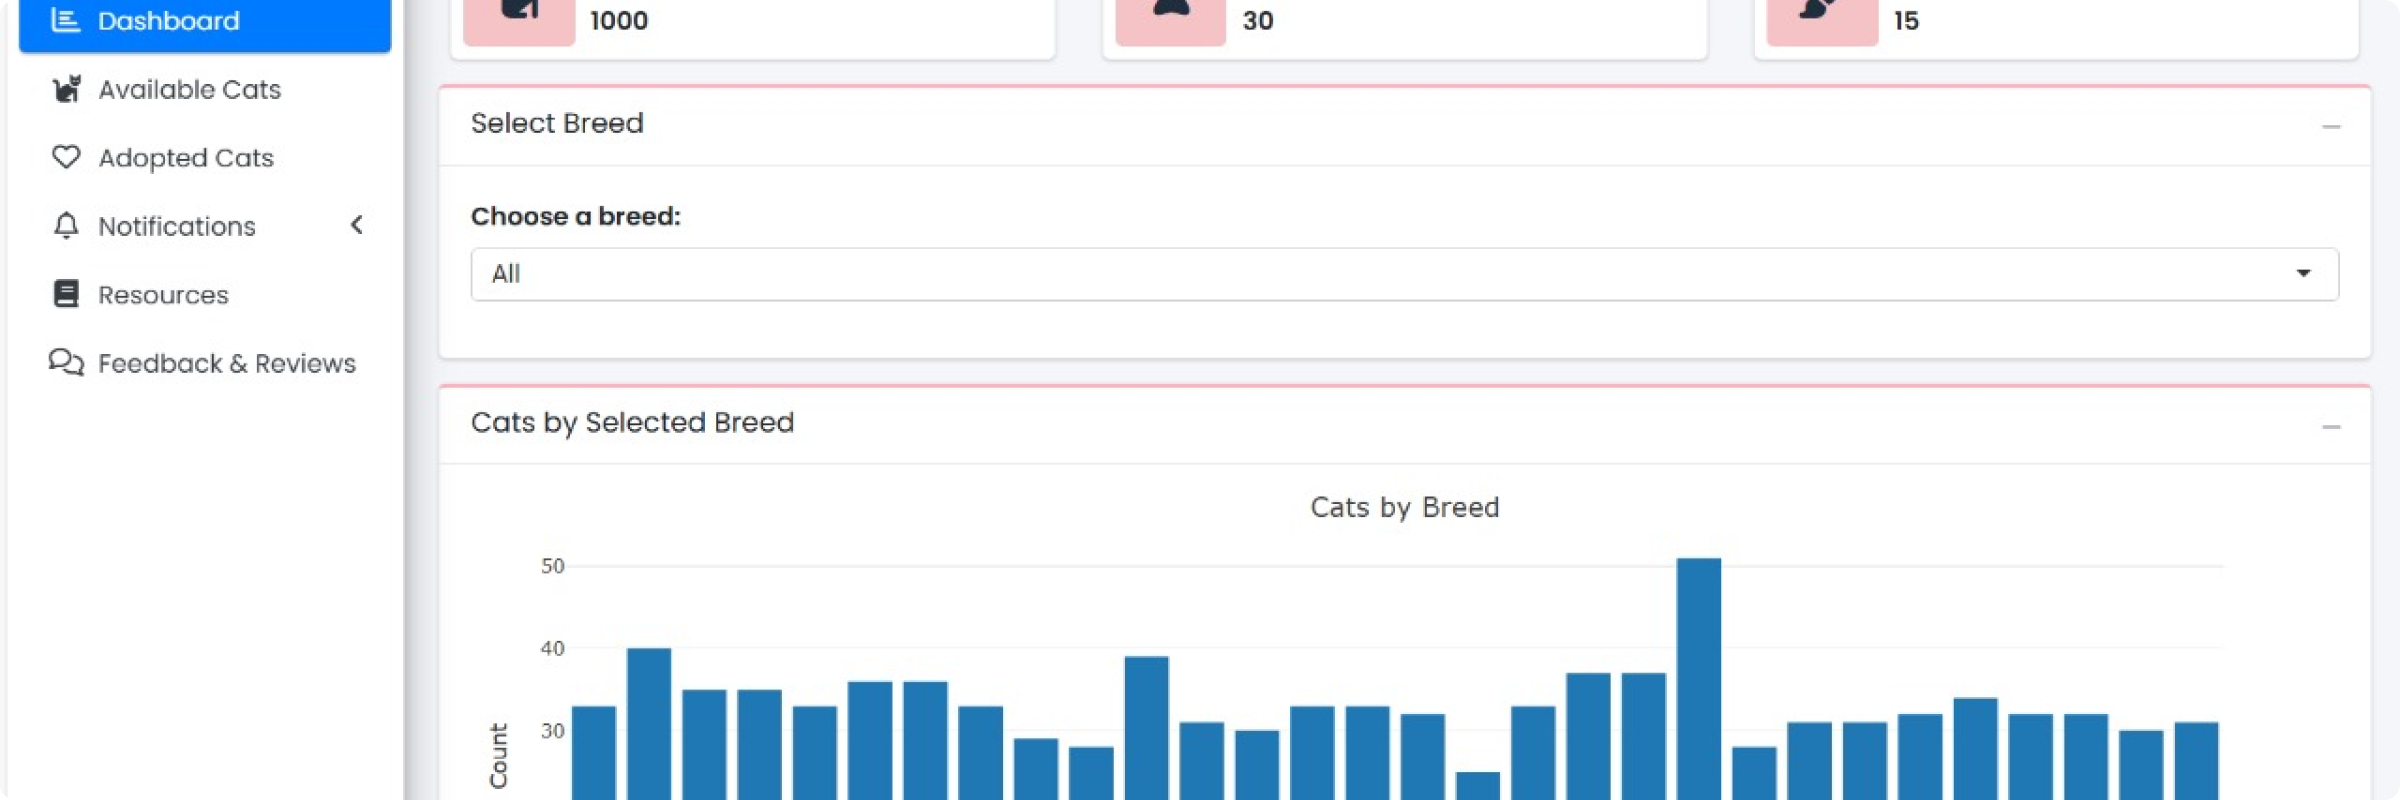 Dashboard
Available Cats
Adopted Cats
Notifications
Resources
Feedback & Reviews
1000
30
15
Select Breed
Choose a breed:
All
Cats by Selected Breed
Cats by Breed
50
40
30
Count